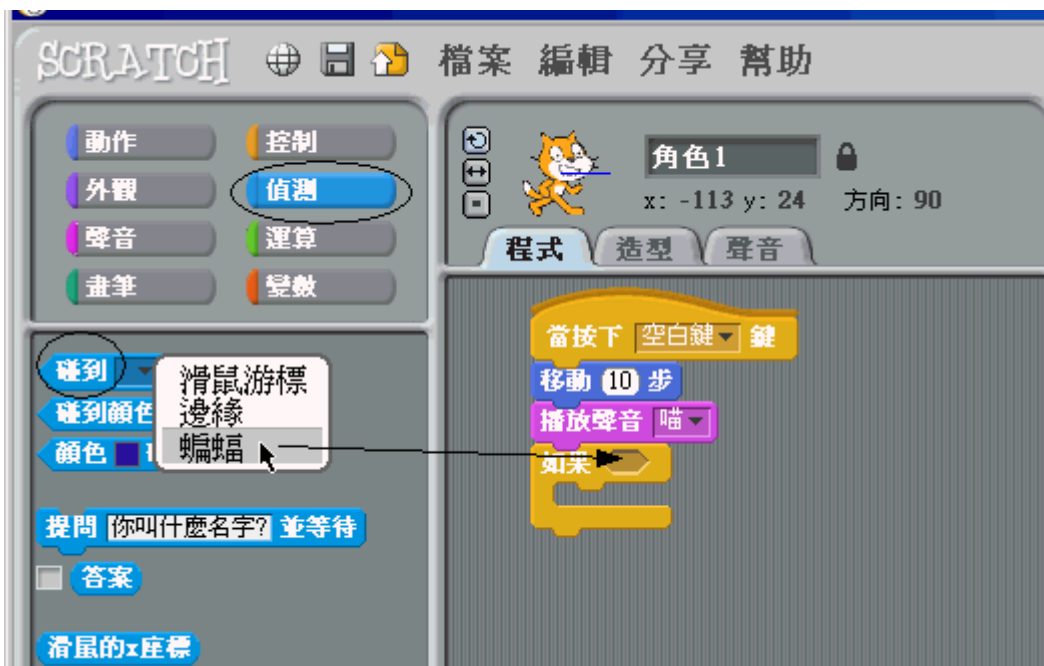 SCRATCH 檔案 編輯 分享 幫助
動作 控制
外觀 偵測
聲音 運算
畫筆 變數
角色1
x: -113 y: 24 方向: 90
程式 造型 聲音
碰到
滑鼠游標
邊緣
蝙蝠
碰到顏色
顏色
提問 你叫什麼名字? 並等待
答案
滑鼠的x座標
當按下 空白鍵 鍵
移動 10 步
播放聲音 喵
如果